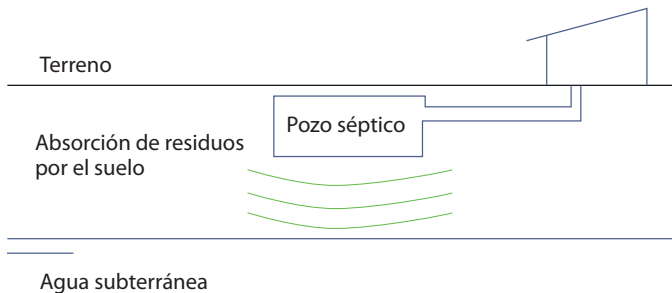 Terreno
Pozo séptico
Absorción de residuos
por el suelo
Agua subterránea